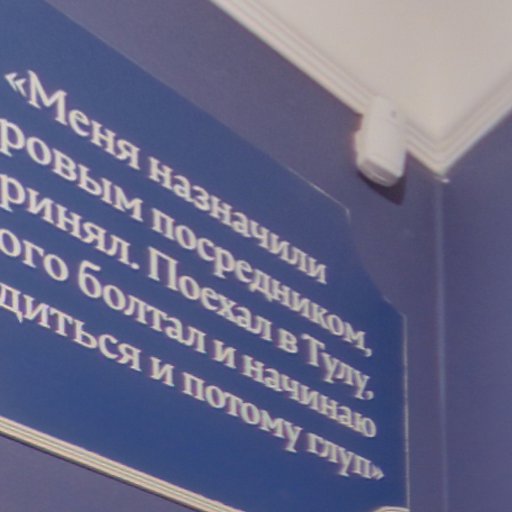 «Меня назначили
ровым посредником,
ринял. Поехал в Тулу,
ого болтал и начинаю
диться и потому глуп»